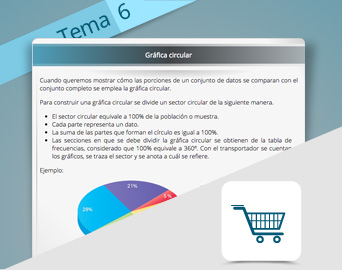 Tema 6
Gráfica circular
Cuando queremos mostrar cómo las porciones de un conjunto de datos se comparan con el
conjunto completo se emplea la gráfica circular.
Para construir una gráfica circular se divide un sector circular de la siguiente manera.
• El sector circular equivale a 100% de la población o muestra.
• Cada parte representa un dato.
• La suma de las partes que forman el círculo es igual a 100%.
• Las secciones en que se debe dividir la gráfica circular se obtienen de la tabla de
frecuencias, considerado que 100% equivale a 360º. Con el transportador se cuentan
los gráficos, se traza el sector y se anota a cuál se refiere.
Ejemplo:
21%
28%